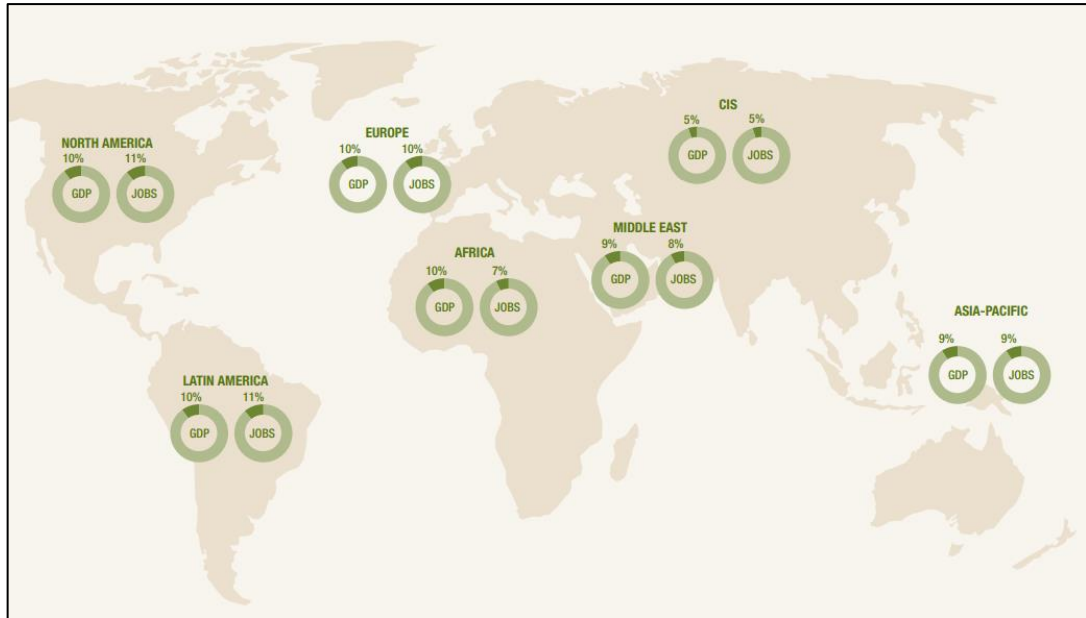 NORTH AMERICA
10% 11%
GDP JOBS
EUROPE
10% 10%
GDP JOBS
CIS
5% 5%
GDP JOBS
AFRICA
10% 7%
GDP JOBS
MIDDLE EAST
9% 8%
GDP JOBS
ASIA-PACIFIC
9% 9%
GDP JOBS
LATIN AMERICA
10% 11%
GDP JOBS